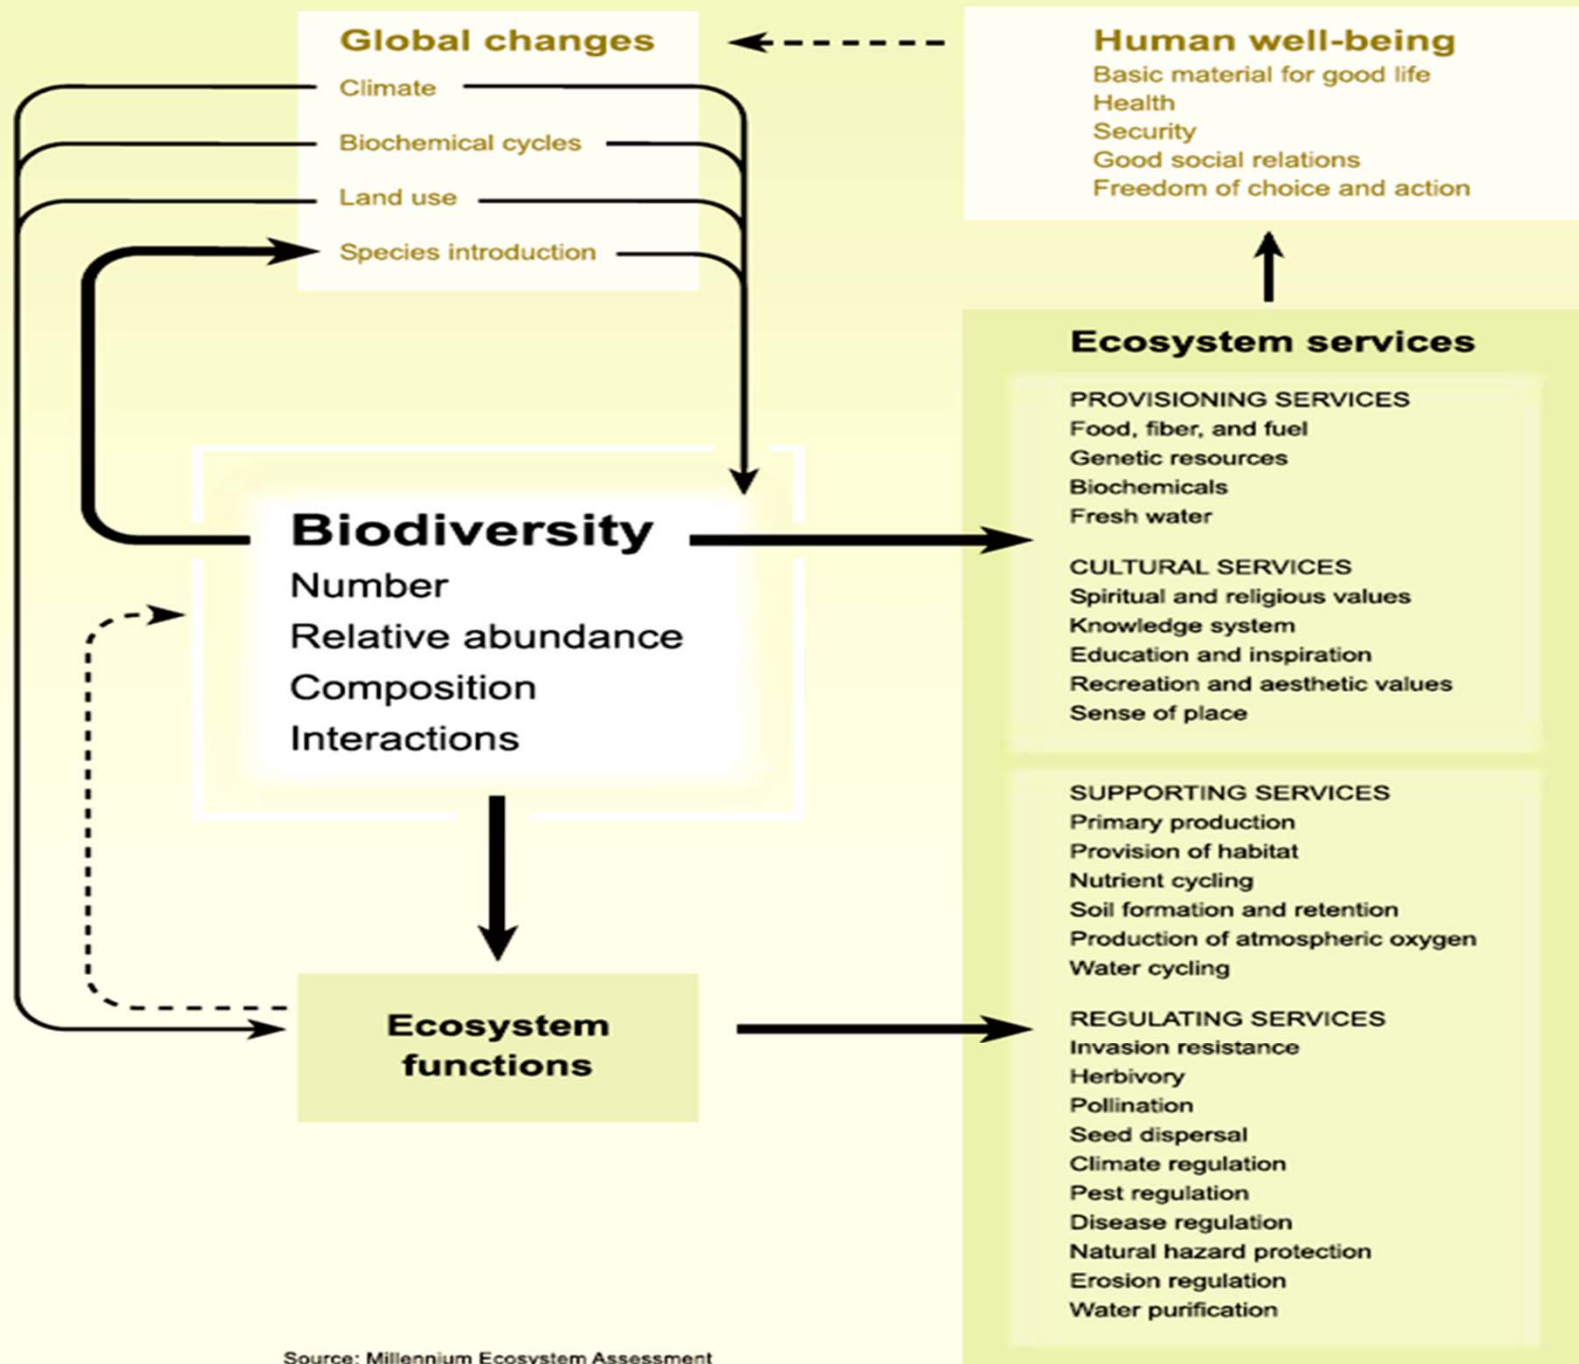 Global changes
Climate
Biochemical cycles
Land use
Species introduction
Human well-being
Basic material for good life
Health
Security
Good social relations
Freedom of choice and action
Biodiversity
Number
Relative abundance
Composition
Interactions
Ecosystem
functions
Ecosystem services
PROVISIONING SERVICES
Food, fiber, and fuel
Genetic resources
Biochemicals
Fresh water
CULTURAL SERVICES
Spiritual and religious values
Knowledge system
Education and inspiration
Recreation and aesthetic values
Sense of place
SUPPORTING SERVICES
Primary production
Provision of habitat
Nutrient cycling
Soil formation and retention
Production of atmospheric oxygen
Water cycling
REGULATING SERVICES
Invasion resistance
Herbivory
Pollination
Seed dispersal
Climate regulation
Pest regulation
Disease regulation
Natural hazard protection
Erosion regulation
Water purification
Source: Millennium Ecosystem Assessment